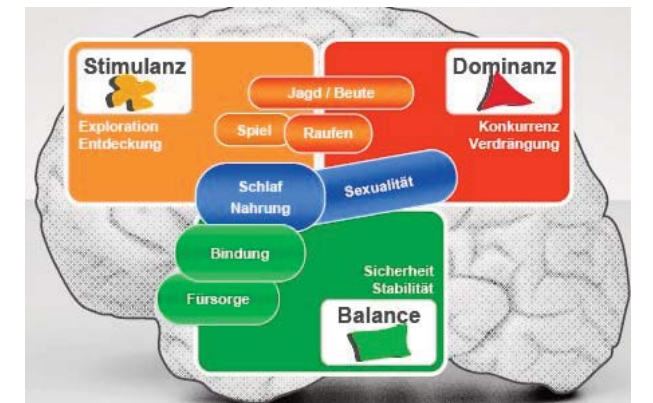 Stimulanz
Exploration
Entdeckung
Dominanz
Konkurrenz
Verdrängung
Jagd / Beute
Spiel
Raufen
Schlaf
Nahrung
Sexualität
Bindung
Fürsorge
Sicherheit
Stabilität
Balance